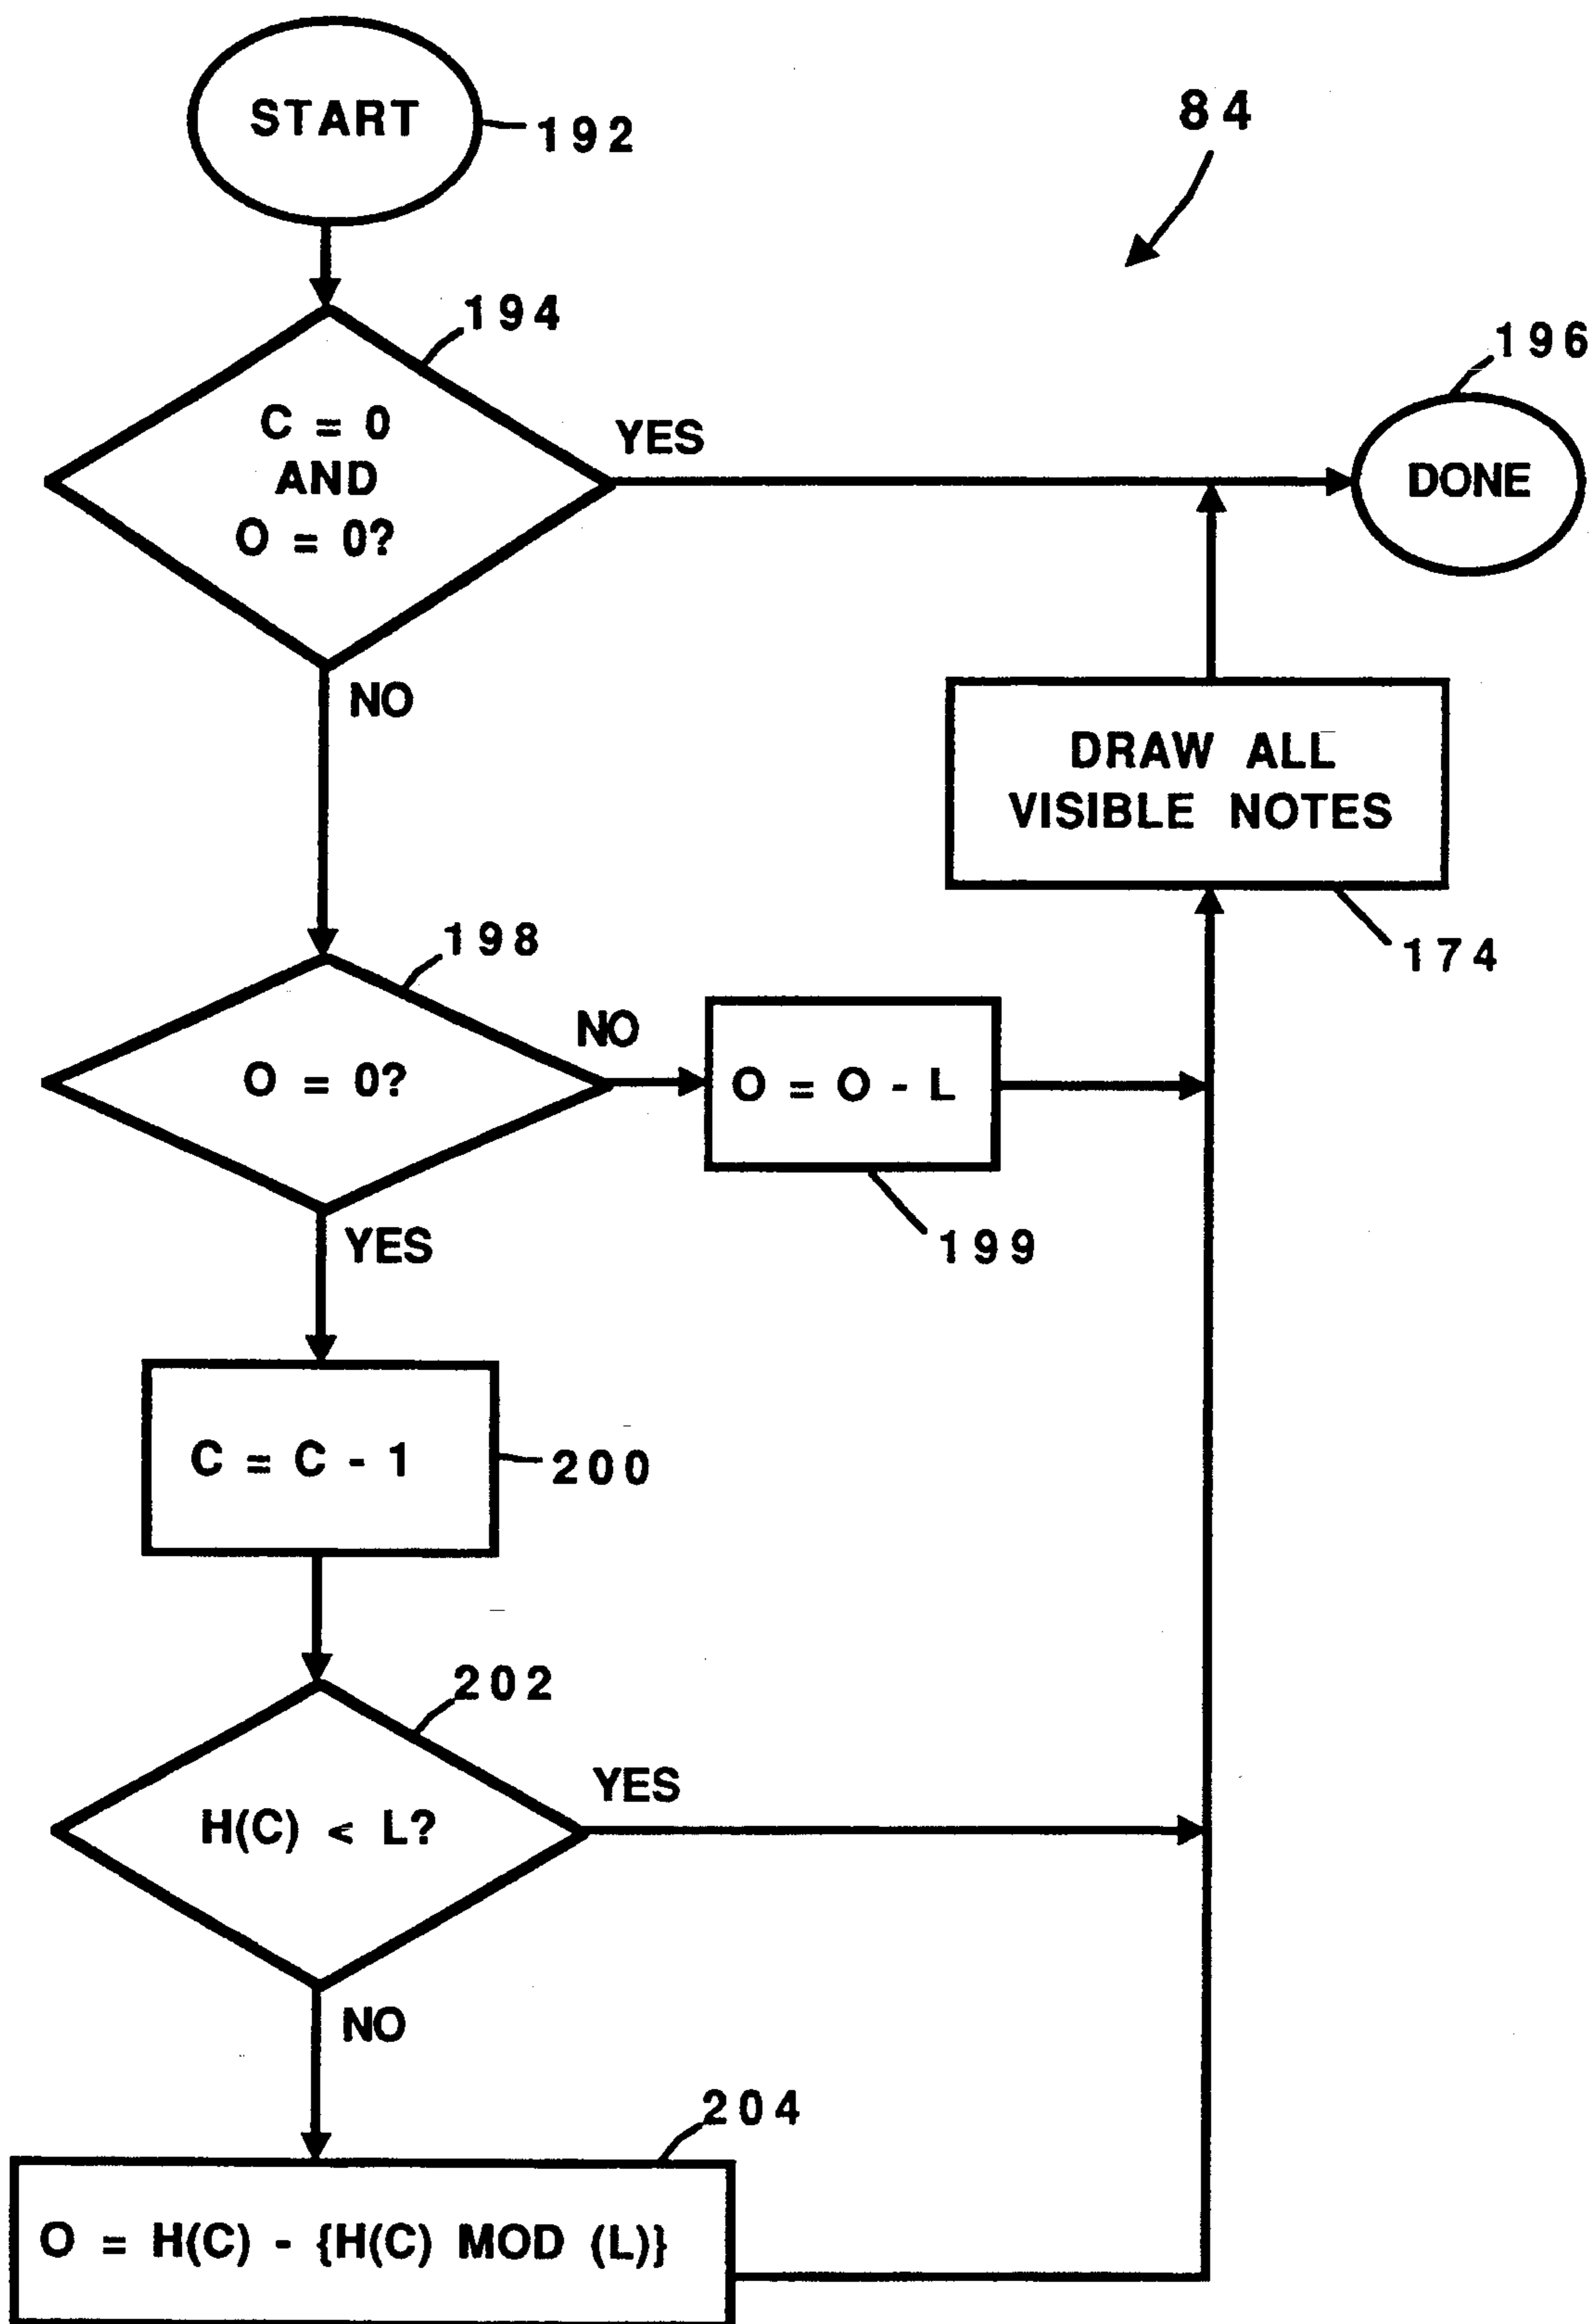 START
192
84
194
196
C = 0
AND
O = 0?
YES
DONE
NO
DRAW ALL
VISIBLE NOTES
174
198
NO
O = 0?
O = O - L
199
YES
C = C - 1
200
202
YES
H(C) < L?
NO
204
O = H(C) - {H(C) MOD (L)}